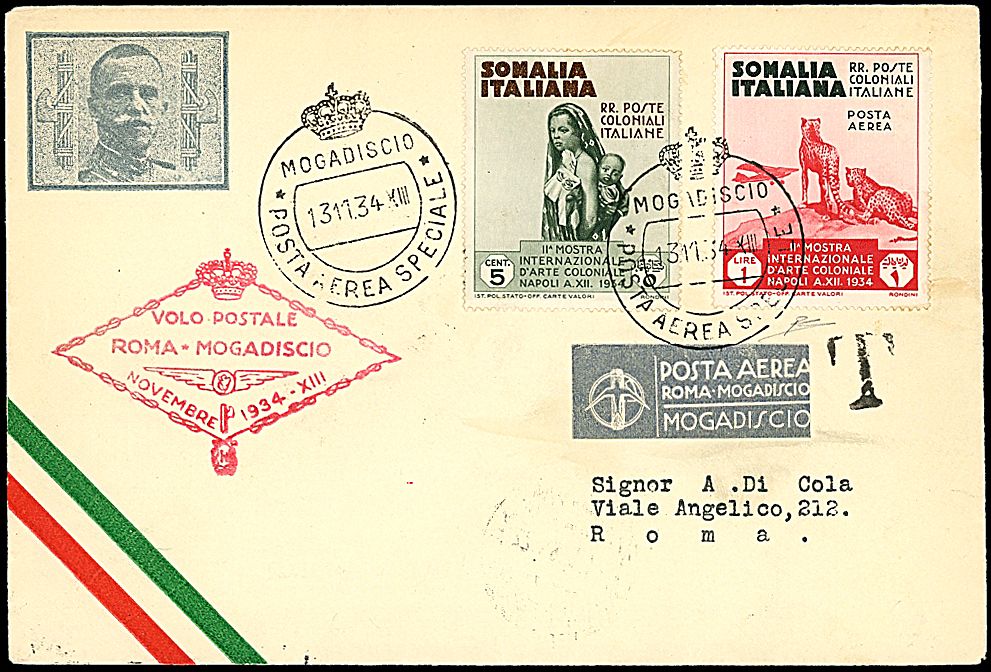 SOMALIA
ITALIANA
RR. POSTE
COLONIALI
ITALIANE
IIA MOSTRA
INTERNAZIONALE
D'ARTE COLONIALE
NAPOLI A.XII. 1934
CENT.
5
IST. POL. STATO-OFF. CARTE VALORI
RONDINI
SOMALIA
ITALIANA
RR. POSTE
COLONIALI
ITALIANE
POSTA
AEREA
IIA MOSTRA
INTERNAZIONALE
D'ARTE COLONIALE
NAPOLI A.XII. 1934
LIRE
1
IST. POL. STATO-OFF. CARTE VALORI
RONDINI
MOGADISCIO
13 11.34 XIII
* POSTA AEREA SPECIALE *
MOGADISCIO
13 11.34 XIII
POSTA AEREA SPECIALE *
VOLO POSTALE
ROMA * MOGADISCIO
NOVEMBRE 1934-XIII
POSTA AEREA
ROMA-MOGADISCIO
MOGADISCIO
T
Signor A .Di Cola
Viale Angelico,212.
R o m a .